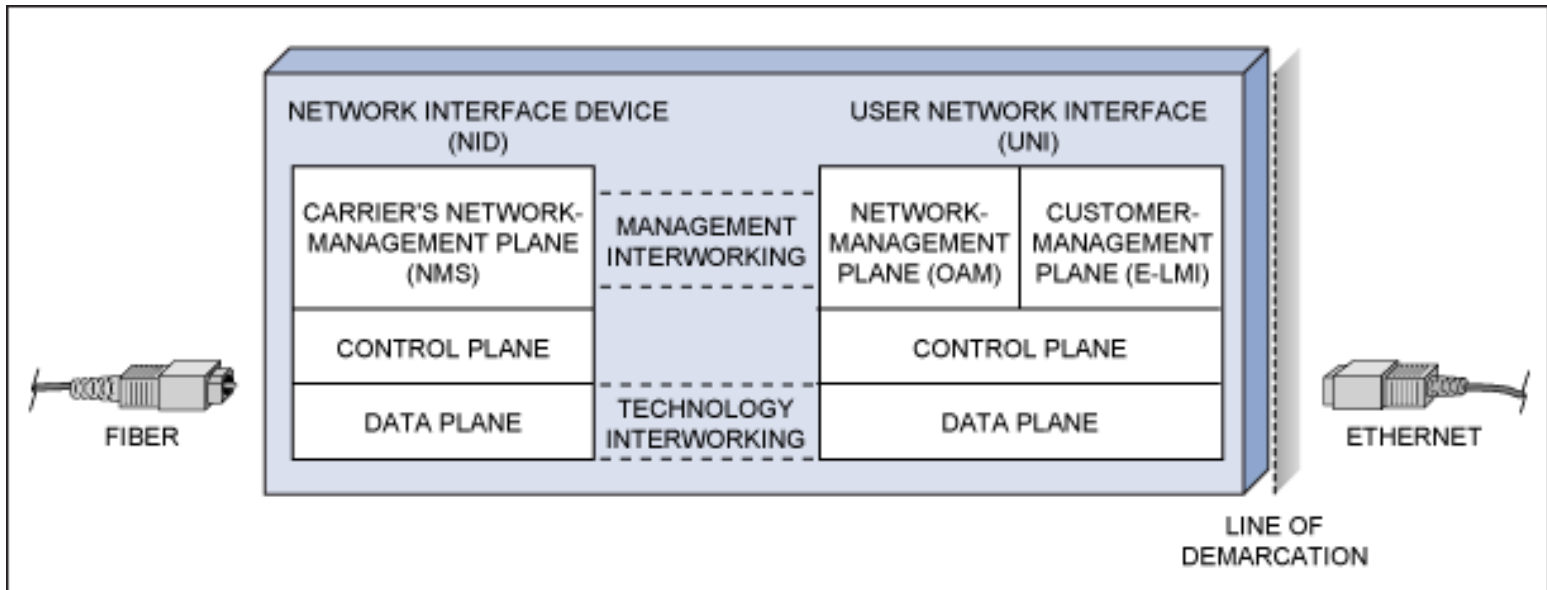 NETWORK INTERFACE DEVICE
(NID)
USER NETWORK INTERFACE
(UNI)
CARRIER'S NETWORK-
MANAGEMENT PLANE
(NMS)
MANAGEMENT
INTERWORKING
NETWORK-
MANAGEMENT
PLANE (OAM)
CUSTOMER-
MANAGEMENT
PLANE (E-LMI)
CONTROL PLANE
CONTROL PLANE
DATA PLANE
TECHNOLOGY
INTERWORKING
DATA PLANE
FIBER
ETHERNET
LINE OF
DEMARCATION